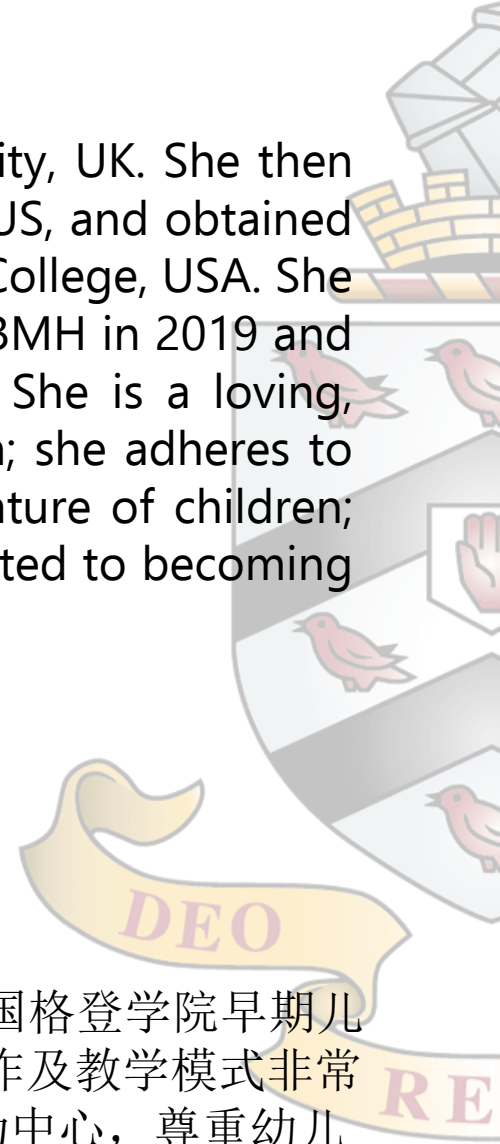 ity, UK. She then
US, and obtained
College, USA. She
BMH in 2019 and
She is a loving,
n; she adheres to
ature of children;
ted to becoming
DEO
国格登学院早期儿
作及教学模式非常
为中心，尊重幼儿
RE